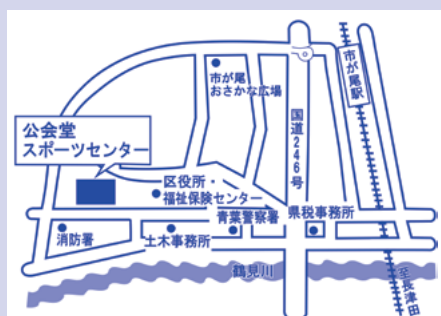 市が尾
おさかな広場
市が尾駅
国道246号
公会堂
スポーツセンター
区役所・
福祉保険センター
青葉警察署
県税事務所
消防署
土木事務所
鶴見川
至長津田